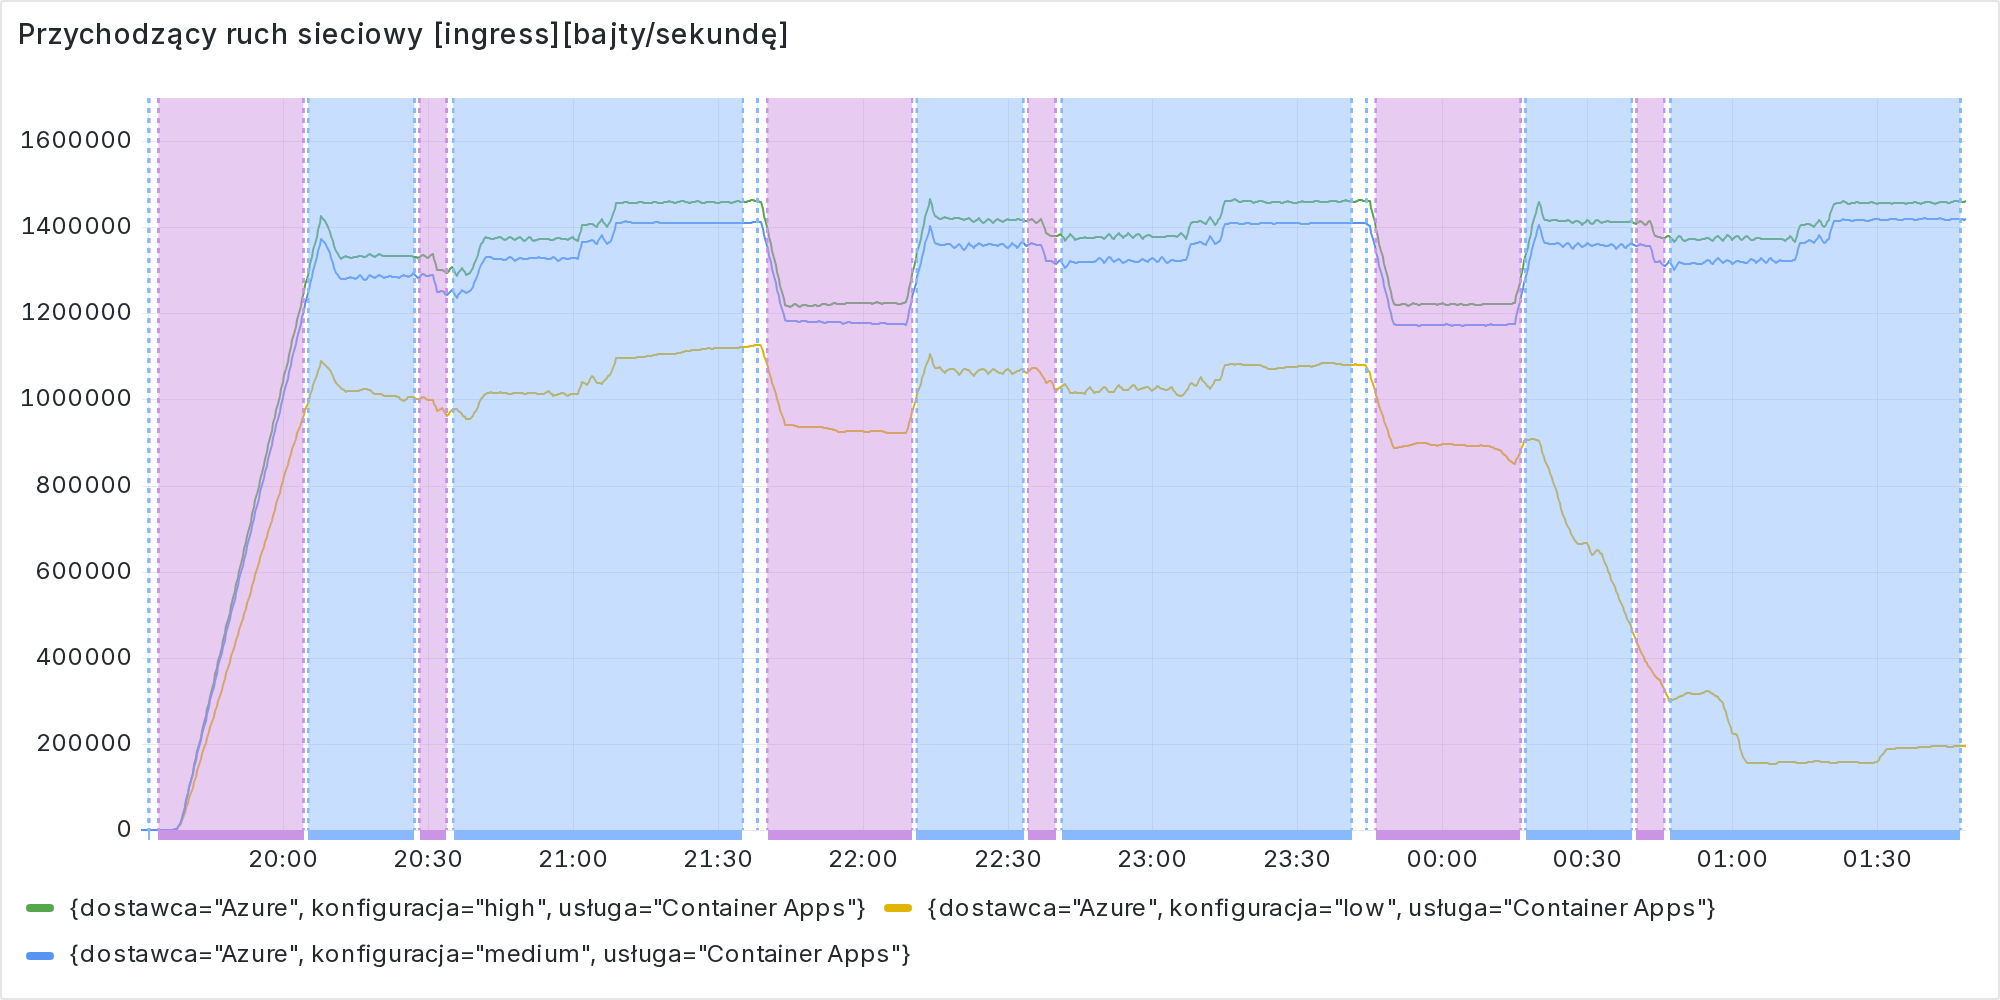 Przychodzący ruch sieciowy [ingress][bajty/sekundę]
1600000
1400000
1200000
1000000
800000
600000
400000
200000
0
20:00 20:30 21:00 21:30 22:00 22:30 23:00 23:30 00:00 00:30 01:00 01:30
{dostawca="Azure", konfiguracja="high", usługa="Container Apps"} {dostawca="Azure", konfiguracja="low", usługa="Container Apps"}
{dostawca="Azure", konfiguracja="medium", usługa="Container Apps"}